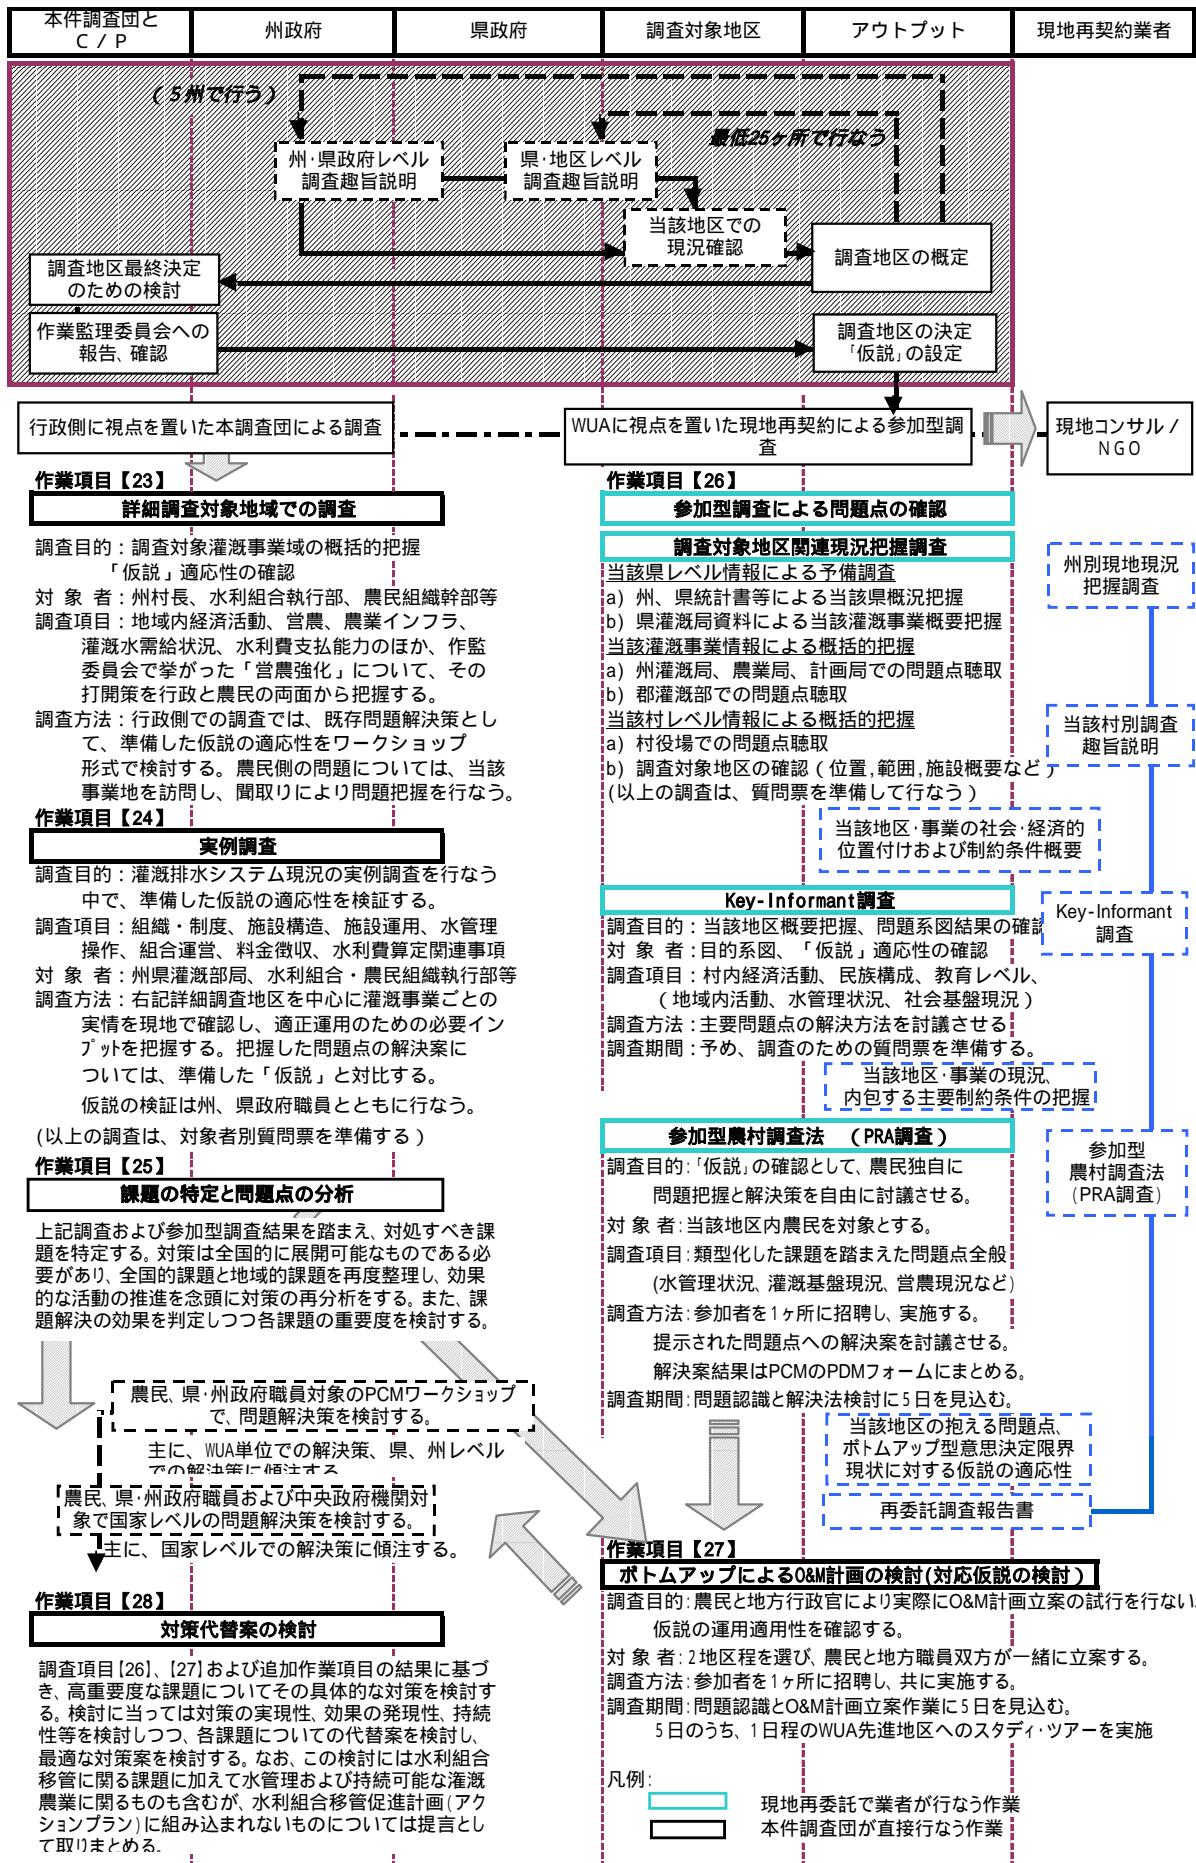 本件調査団と
C / P
州政府
県政府
調査対象地区
アウトプット
現地再契約業者
(５州で行う)
最低25ヶ所で行なう
州･県政府レベル
調査趣旨説明
県･地区レベル
調査趣旨説明
当該地区での
現況確認
調査地区の概定
調査地区最終決定
のための検討
作業監理委員会への
報告、確認
調査地区の決定
｢仮説｣の設定
行政側に視点を置いた本調査団による調査
WUAに視点を置いた現地再契約による参加型調
査
現地コンサル /
NGO
作業項目【23】
詳細調査対象地域での調査
調査目的：調査対象灌漑事業域の概括的把握
「仮説」適応性の確認
対 象 者：州村長、水利組合執行部、農民組織幹部等
調査項目：地域内経済活動、営農、農業インフラ、
灌漑水需給状況、水利費支払能力のほか、作監
委員会で挙がった「営農強化」について、その
打開策を行政と農民の両面から把握する。
調査方法：行政側での調査では、既存問題解決策とし
て、準備した仮説の適応性をワークショップ
形式で検討する。農民側の問題については、当該
事業地を訪問し、聞取りにより問題把握を行なう。
作業項目【24】
実例調査
調査目的：灌漑排水システム現況の実例調査を行なう
中で、準備した仮説の適応性を検証する。
調査項目：組織・制度、施設構造、施設運用、水管理
操作、組合運営、料金徴収、水利費算定関連事項
対 象 者：州県灌漑部局、水利組合・農民組織執行部等
調査方法：右記詳細調査地区を中心に灌漑事業ごとの
実情を現地で確認し、適正運用のための必要イン
プットを把握する。把握した問題点の解決案に
ついては、準備した「仮説」と対比する。
仮説の検証は州、県政府職員とともに行なう。
(以上の調査は、対象者別質問票を準備する)
作業項目【25】
課題の特定と問題点の分析
上記調査および参加型調査結果を踏まえ、対処すべき課
題を特定する。対策は全国的に展開可能なものである必
要があり、全国的課題と地域的課題を再度整理し、効果
的な活動の推進を念頭に対策の再分析をする。また、課
題解決の効果を判定しつつ各課題の重要度を検討する。
農民、県･州政府職員対象のPCMワークショップ
で、問題解決策を検討する。
主に、WUA単位での解決策、県、州レベル
での解決策に傾注する
農民、県･州政府職員および中央政府機関対
象で国家レベルの問題解決策を検討する。
主に、国家レベルでの解決策に傾注する。
作業項目【28】
対策代替案の検討
調査項目[26]、[27]および追加作業項目の結果に基づ
き、高重要度な課題についてその具体的な対策を検討す
る。検討に当っては対策の実現性、効果の発現性、持続
性等を検討しつつ、各課題についての代替案を検討し、
最適な対策案を検討する。なお、この検討には水利組合
移管に関る課題に加えて水管理および持続可能な潅漑
農業に関るものも含むが、水利組合移管促進計画(アク
ションプラン)に組み込まれないものについては提言とし
て取りまとめる。
作業項目【26】
参加型調査による問題点の確認
調査対象地区関連現況把握調査
当該県レベル情報による予備調査
a) 州、県統計書等による当該県概況把握
b) 県灌漑局資料による当該灌漑事業概要把握
当該灌漑事業情報による概括的把握
a) 州灌漑局、農業局、計画局での問題点聴取
b) 郡灌漑部での問題点聴取
当該村レベル情報による概括的把握
a) 村役場での問題点聴取
b) 調査対象地区の確認(位置,範囲,施設概要など)
(以上の調査は、質問票を準備して行なう)
当該地区･事業の社会･経済的
位置付けおよび制約条件概要
Key-Informant調査
調査目的：当該地区概要把握、問題系図結果の確認
対 象 者：目的系図、「仮説」適応性の確認
調査項目：村内経済活動、民族構成、教育レベル、
(地域内活動、水管理状況、社会基盤現況)
調査方法：主要問題点の解決方法を討議させる
調査期間：予め、調査のための質問票を準備する。
当該地区･事業の現況、
内包する主要制約条件の把握
参加型農村調査法　(PRA調査)
調査目的:｢仮説｣の確認として、農民独自に
問題把握と解決策を自由に討議させる。
対 象 者:当該地区内農民を対象とする。
調査項目:類型化した課題を踏まえた問題点全般
(水管理状況、灌漑基盤現況、営農現況など)
調査方法:参加者を1ヶ所に招聘し、実施する。
提示された問題点への解決案を討議させる。
解決案結果はPCMのPDMフォームにまとめる。
調査期間:問題認識と解決法検討に5日を見込む。
当該地区の抱える問題点、
ボトムアップ型意思決定限界
現状に対する仮説の適応性
再委託調査報告書
作業項目【27】
ボトムアップによるO&M計画の検討(対応仮説の検討)
調査目的:農民と地方行政官により実際にO&M計画立案の試行を行ない、
仮説の運用適用性を確認する。
対 象 者:2地区程を選び、農民と地方職員双方が一緒に立案する。
調査方法:参加者を1ヶ所に招聘し、共に実施する。
調査期間:問題認識とO&M計画立案作業に5日を見込む。
5日のうち、1日程のWUA先進地区へのスタディ･ツアーを実施
凡例:
現地再委託で業者が行なう作業
本件調査団が直接行なう作業
州別現地現況
把握調査
当該村別調査
趣旨説明
Key-Informant
調査
参加型
農村調査法
(PRA調査)